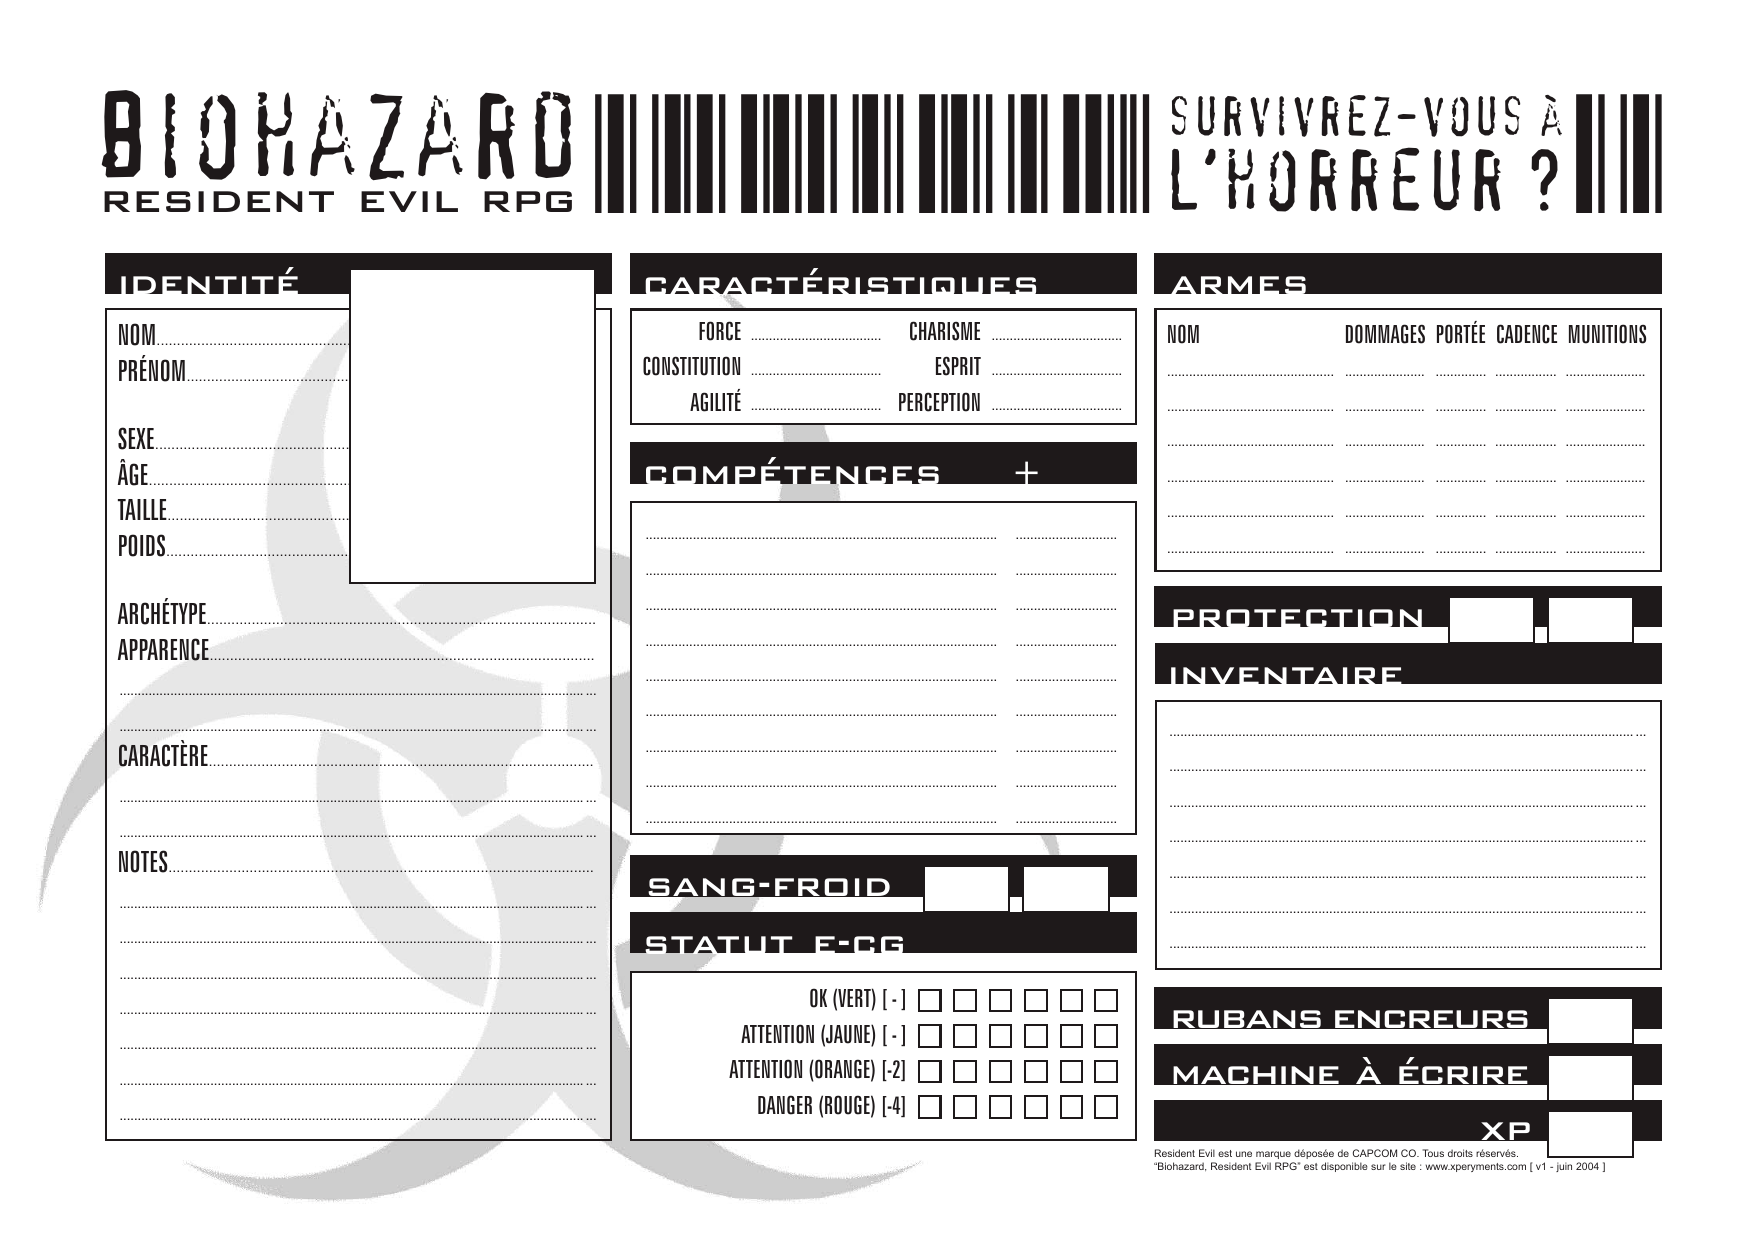 BIOHAZARD
RESIDENT EVIL RPG
SURVIVREZ-VOUS À
L'HORREUR ?
IDENTITÉ
NOM
PRÉNOM
SEXE
ÂGE
TAILLE
POIDS
ARCHÉTYPE
APPARENCE
CARACTÈRE
NOTES
CARACTÉRISTIQUES
FORCE CHARISME
CONSTITUTION ESPRIT
AGILITÉ PERCEPTION
COMPÉTENCES +
SANG-FROID
STATUT E-CG
OK (VERT) [ - ]
ATTENTION (JAUNE) [ - ]
ATTENTION (ORANGE) [-2]
DANGER (ROUGE) [-4]
ARMES
NOM DOMMAGES PORTÉE CADENCE MUNITIONS
PROTECTION
INVENTAIRE
RUBANS ENCREURS
MACHINE À ÉCRIRE
XP
Resident Evil est une marque déposée de CAPCOM CO. Tous droits réservés.
"Biohazard, Resident Evil RPG" est disponible sur le site : www.xperyments.com [ v1 - juin 2004 ]